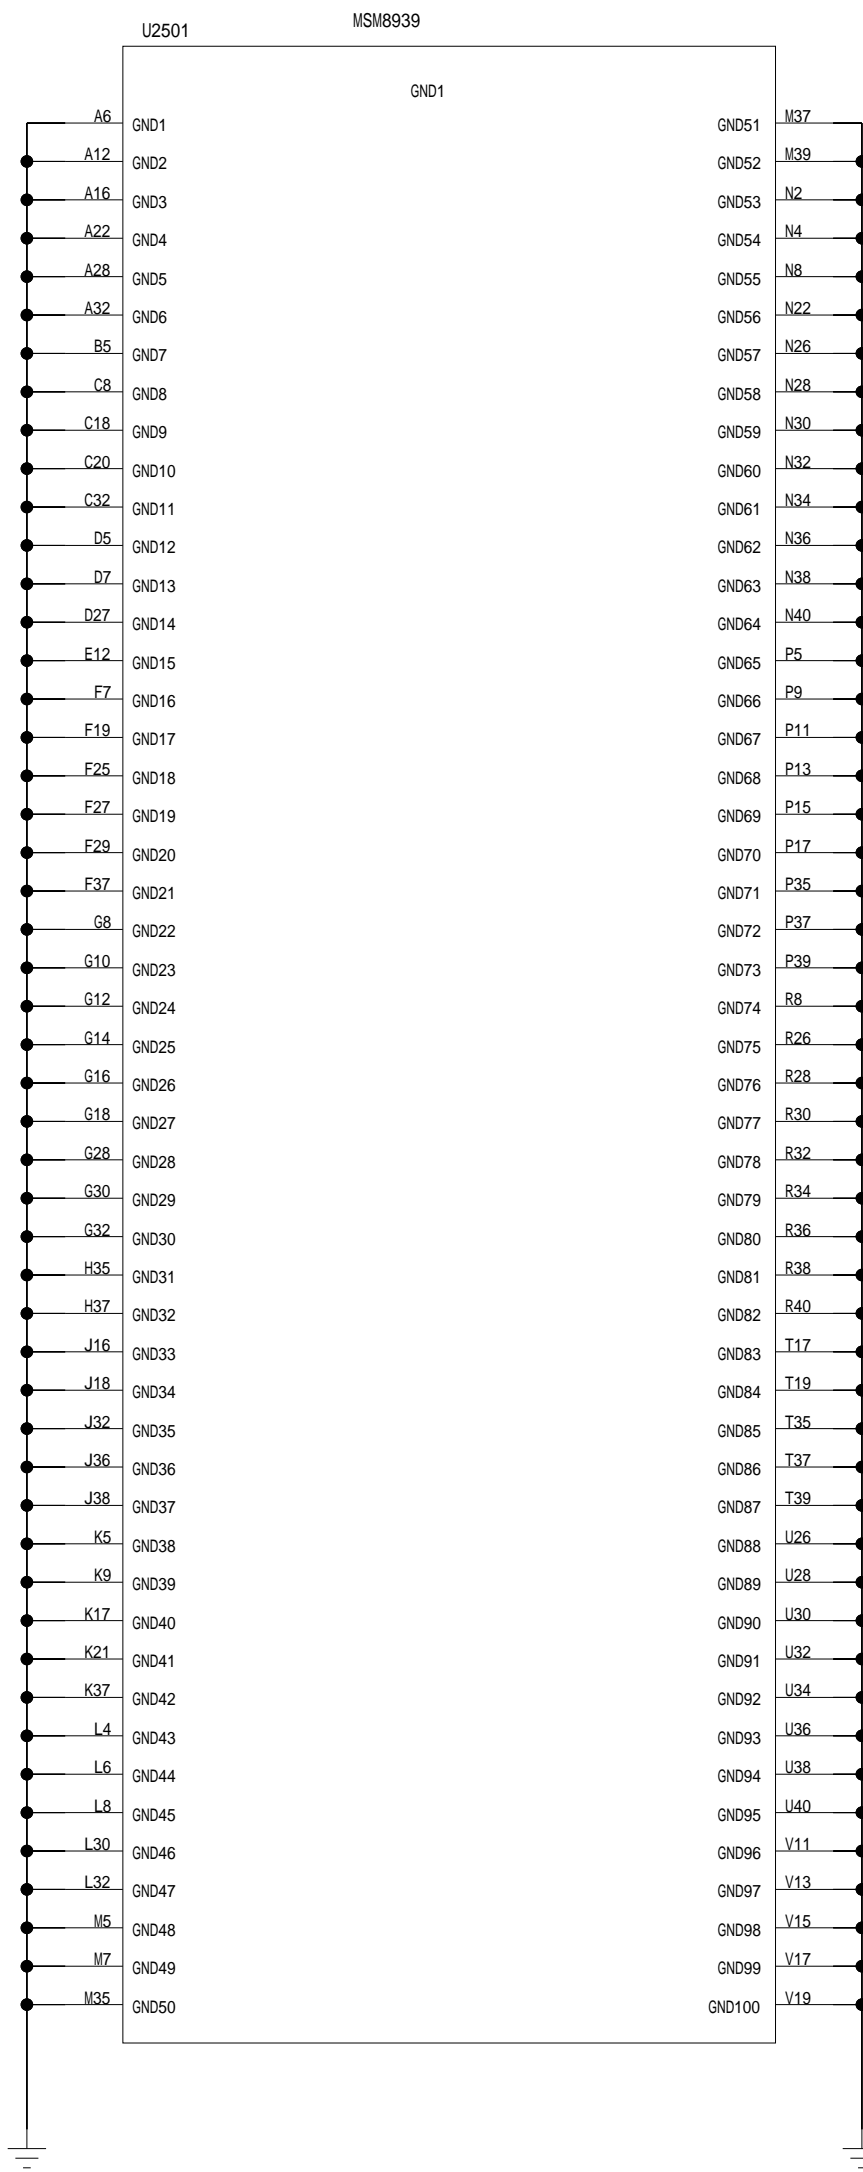 U2501 MSM8939
GND1
A6 GND1 GND51 M37
A12 GND2 GND52 M39
A16 GND3 GND53 N2
A22 GND4 GND54 N4
A28 GND5 GND55 N8
A32 GND6 GND56 N22
B5 GND7 GND57 N26
C8 GND8 GND58 N28
C18 GND9 GND59 N30
C20 GND10 GND60 N32
C32 GND11 GND61 N34
D5 GND12 GND62 N36
D7 GND13 GND63 N38
D27 GND14 GND64 N40
E12 GND15 GND65 P5
F7 GND16 GND66 P9
F19 GND17 GND67 P11
F25 GND18 GND68 P13
F27 GND19 GND69 P15
F29 GND20 GND70 P17
F37 GND21 GND71 P35
G8 GND22 GND72 P37
G10 GND23 GND73 P39
G12 GND24 GND74 R8
G14 GND25 GND75 R26
G16 GND26 GND76 R28
G18 GND27 GND77 R30
G28 GND28 GND78 R32
G30 GND29 GND79 R34
G32 GND30 GND80 R36
H35 GND31 GND81 R38
H37 GND32 GND82 R40
J16 GND33 GND83 T17
J18 GND34 GND84 T19
J32 GND35 GND85 T35
J36 GND36 GND86 T37
J38 GND37 GND87 T39
K5 GND38 GND88 U26
K9 GND39 GND89 U28
K17 GND40 GND90 U30
K21 GND41 GND91 U32
K37 GND42 GND92 U34
L4 GND43 GND93 U36
L6 GND44 GND94 U38
L8 GND45 GND95 U40
L30 GND46 GND96 V11
L32 GND47 GND97 V13
M5 GND48 GND98 V15
M7 GND49 GND99 V17
M35 GND50 GND100 V19